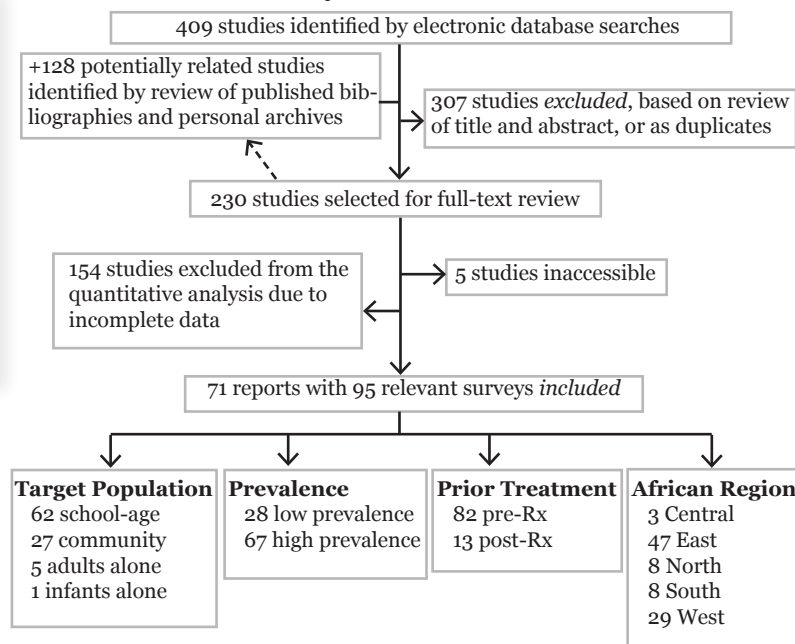 409 studies identified by electronic database searches
+128 potentially related studies
identified by review of published bib-
liographies and personal archives
307 studies excluded, based on review
of title and abstract, or as duplicates
230 studies selected for full-text review
154 studies excluded from the
quantitative analysis due to
incomplete data
5 studies inaccessible
71 reports with 95 relevant surveys included
Target Population
62 school-age
27 community
5 adults alone
1 infants alone
Prevalence
28 low prevalence
67 high prevalence
Prior Treatment
82 pre-Rx
13 post-Rx
African Region
3 Central
47 East
8 North
8 South
29 West